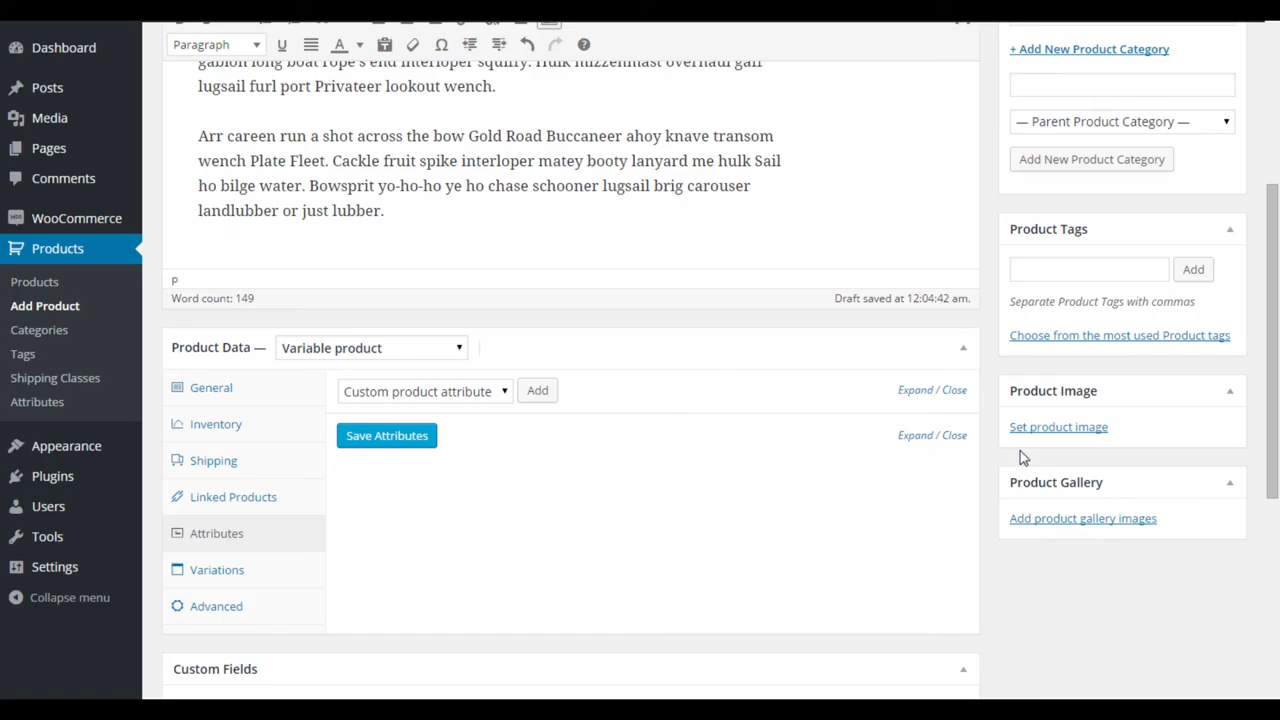 Dashboard
Posts
Media
Pages
Comments
WooCommerce
Products
Products
Add Product
Categories
Tags
Shipping Classes
Attributes
Appearance
Plugins
Users
Tools
Settings
Collapse menu
Paragraph
lugsail furl port Privateer lookout wench.
Arr careen run a shot across the bow Gold Road Buccaneer ahoy knave transom
wench Plate Fleet. Cackle fruit spike interloper matey booty lanyard me hulk Sail
ho bilge water. Bowsprit yo-ho-ho ye ho chase schooner lugsail brig carouser
landlubber or just lubber.
p
Word count: 149
Draft saved at 12:04:42 am.
Product Data — Variable product
General
Inventory
Shipping
Linked Products
Attributes
Variations
Advanced
Custom product attribute
Add
Expand / Close
Save Attributes
Expand / Close
Custom Fields
+ Add New Product Category
— Parent Product Category —
Add New Product Category
Product Tags
Add
Separate Product Tags with commas
Choose from the most used Product tags
Product Image
Set product image
Product Gallery
Add product gallery images